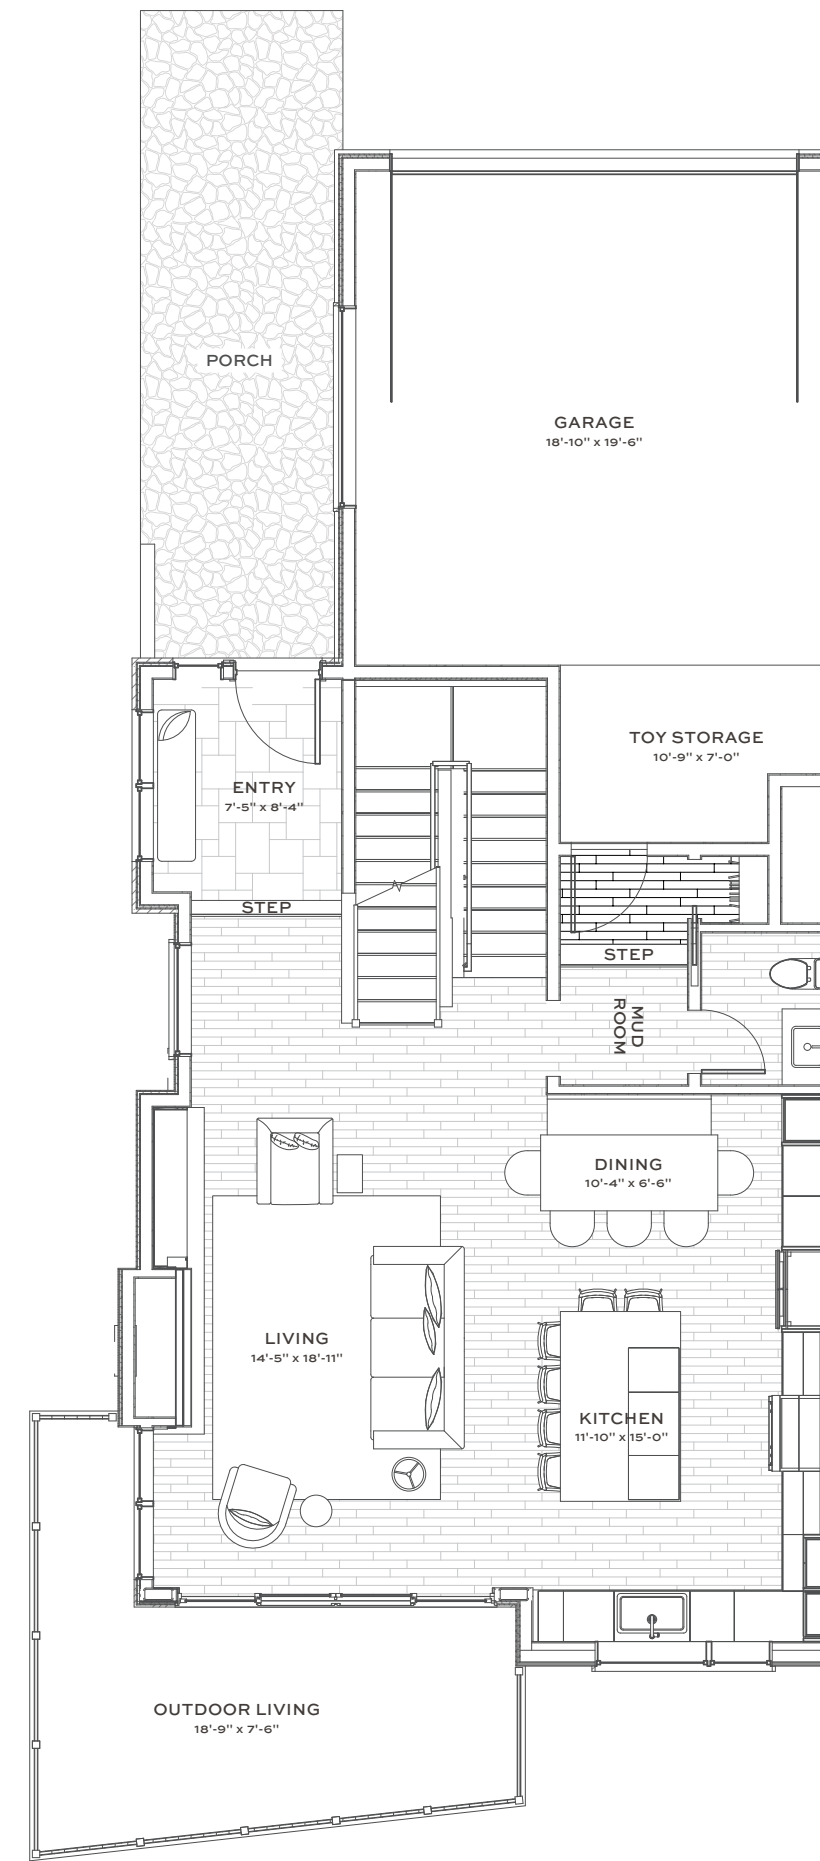 PORCH
GARAGE
18'-10" x 19'-6"
TOY STORAGE
10'-9" x 7'-0"
ENTRY
7'-5" x 8'-4"
STEP
STEP
MUD
ROOM
DINING
10'-4" x 6'-6"
LIVING
14'-5" x 18'-11"
KITCHEN
11'-10" x 15'-0"
OUTDOOR LIVING
18'-9" x 7'-6"